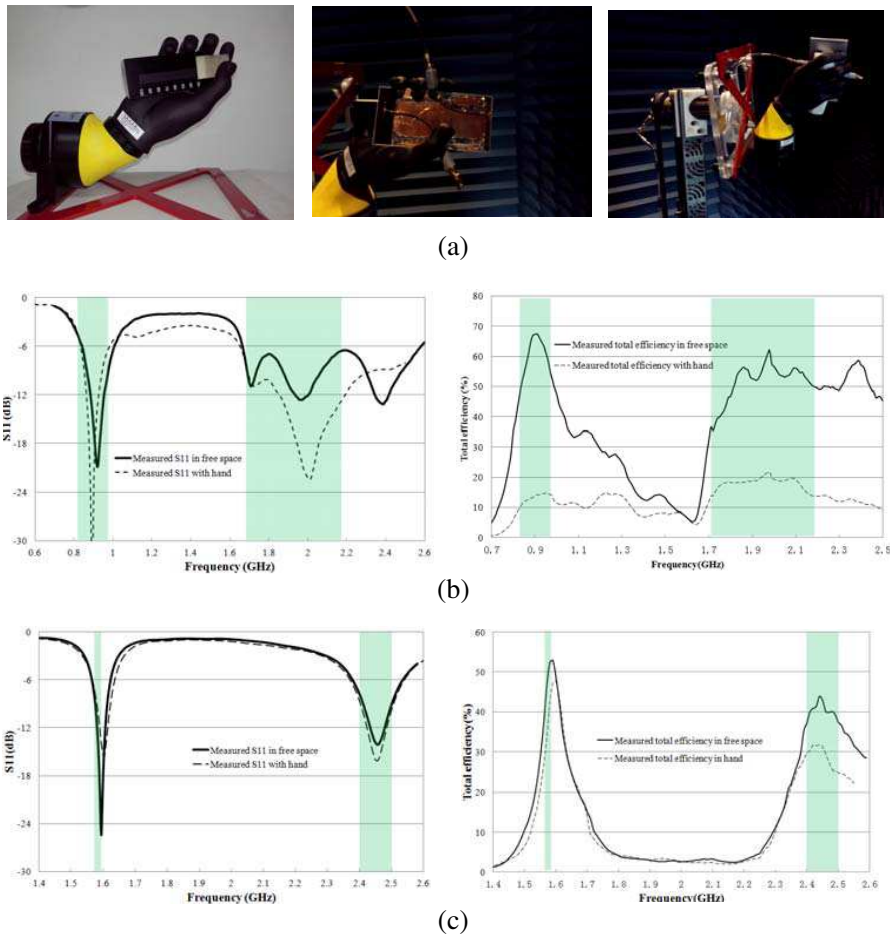 (a)
0
-6
-12
-18
-24
-30
S11 (dB)
0.6 0.8 1 1.2 1.4 1.6 1.8 2 2.2 2.4 2.6
Frequency (GHz)
Measured S11 in free space
Measured S11 with hand
80
70
60
50
40
30
20
10
0
Total efficiency (%)
0.7 0.9 1.1 1.3 1.5 1.7 1.9 2.1 2.3 2.5
Frequency(GHz)
Measured total efficiency in free space
Measured total efficiency with hand
(b)
0
-6
-12
-18
-24
-30
S11(dB)
1.4 1.5 1.6 1.7 1.8 1.9 2.0 2.1 2.2 2.3 2.4 2.5 2.6
Frequency (GHz)
Measured S11 in free space
Measured S11 with hand
60
50
40
30
20
10
0
Total efficiency(%)
1.4 1.5 1.6 1.7 1.8 1.9 2 2.1 2.2 2.3 2.4 2.5 2.6
Frequency(GHz)
Measured total efficiency in free space
Measured total efficiency in hand
(c)